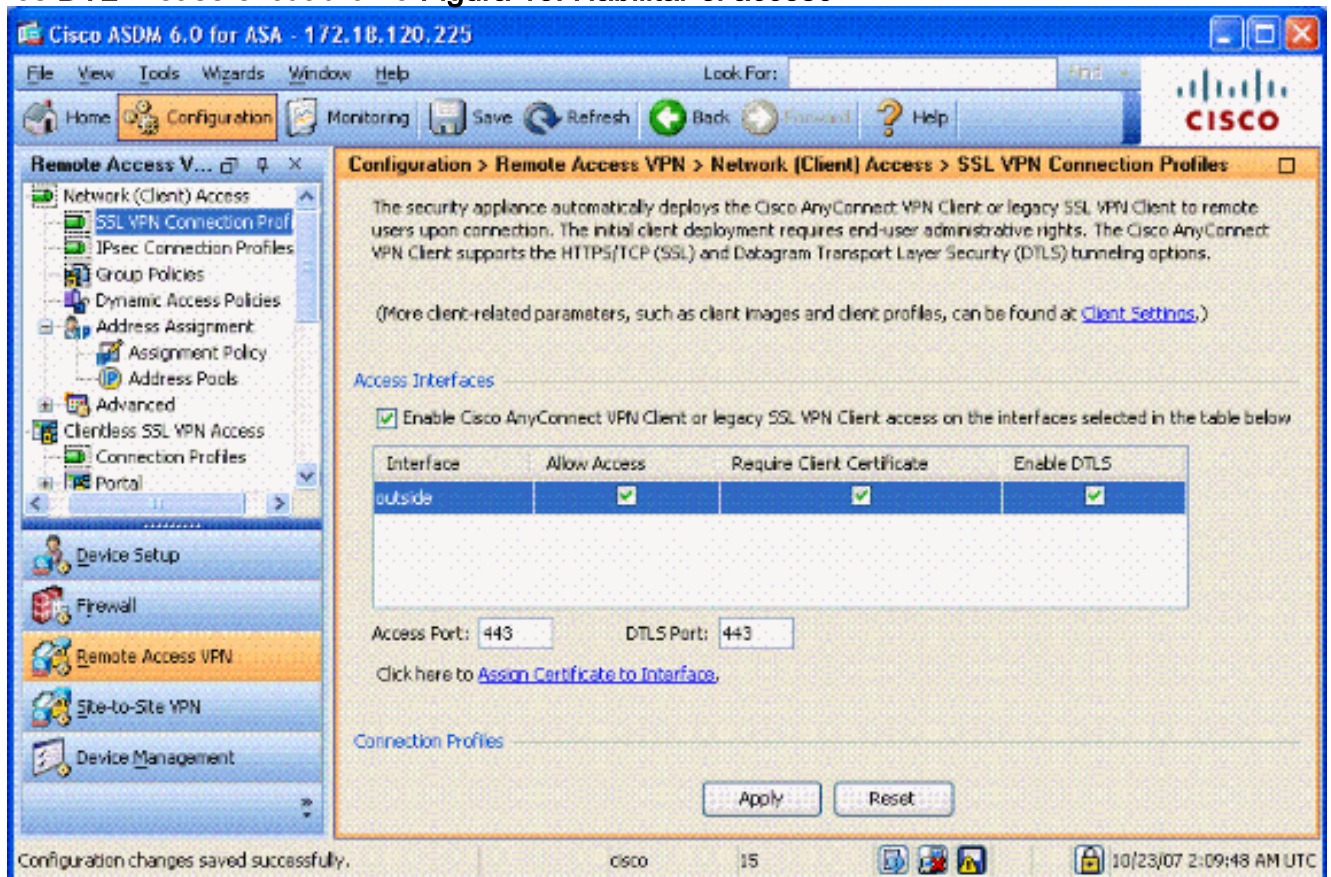 Cisco ASDM 6.0 for ASA - 172.18.120.225
File View Tools Wizards Window Help Look For: Find
Home Configuration Monitoring Save Refresh Back Forward Help
CISCO
Remote Access V...
Network (Client) Access
SSL VPN Connection Prof
IPsec Connection Profiles
Group Policies
Dynamic Access Policies
Address Assignment
Assignment Policy
Address Pools
Advanced
Clientless SSL VPN Access
Connection Profiles
Portal
Device Setup
Firewall
Remote Access VPN
Site-to-Site VPN
Device Management
Configuration > Remote Access VPN > Network (Client) Access > SSL VPN Connection Profiles
The security appliance automatically deploys the Cisco AnyConnect VPN Client or legacy SSL VPN Client to remote
users upon connection. The initial client deployment requires end-user administrative rights. The Cisco AnyConnect
VPN Client supports the HTTPS/TCP (SSL) and Datagram Transport Layer Security (DTLS) tunneling options.
(More client-related parameters, such as client images and client profiles, can be found at Client Settings.)
Access Interfaces
Enable Cisco AnyConnect VPN Client or legacy SSL VPN Client access on the interfaces selected in the table below
Interface Allow Access Require Client Certificate Enable DTLS
outside
Access Port: 443 DTLS Port: 443
Click here to Assign Certificate to Interface.
Connection Profiles
Apply Reset
Configuration changes saved successfully. cisco 15 10/23/07 2:09:48 AM UTC